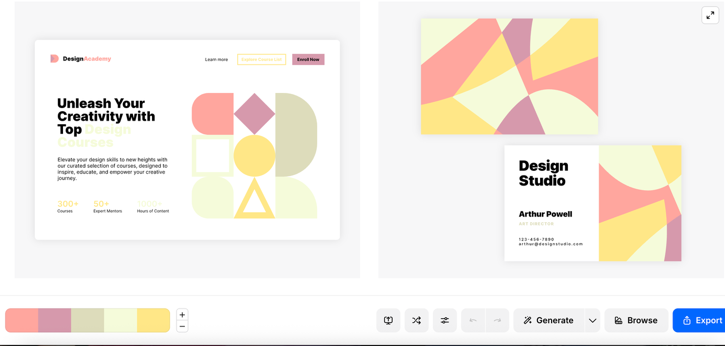 DesignAcademy
Learn more
Enroll Now
Unleash Your
Creativity with
Top Design
Courses
Elevate your design skills to new heights with
our curated selection of courses, designed to
inspire, educate, and empower your creative
journey.
300+
50+
1000+
Courses
Expert Mentors
Hours of Content
Design
Studio
Arthur Powell
ART DIRECTOR
123-456-7890
arthur@designstudio.com
Generate
Browse
Export